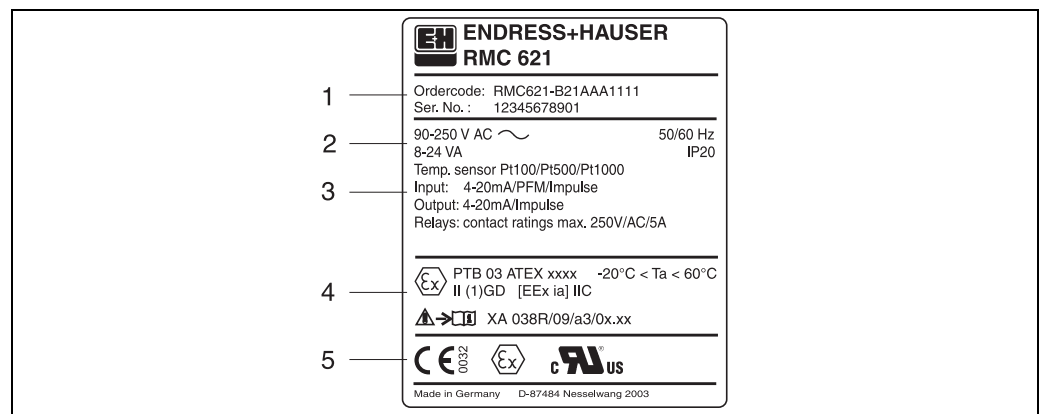 E+H
ENDRESS+HAUSER
RMC 621
1
Ordercode: RMC621-B21AAA1111
Ser. No. : 12345678901
2
90-250 V AC 50/60 Hz
8-24 VA IP20
Temp. sensor Pt100/Pt500/Pt1000
3
Input: 4-20mA/PFM/Impulse
Output: 4-20mA/Impulse
Relays: contact ratings max. 250V/AC/5A
4
Ex PTB 03 ATEX xxxx -20°C < Ta < 60°C
II (1)GD [EEx ia] IIC
XA 038R/09/a3/0x.xx
5
CE 0032 Ex c RU ® US
Made in Germany D-87484 Nesselwang 2003